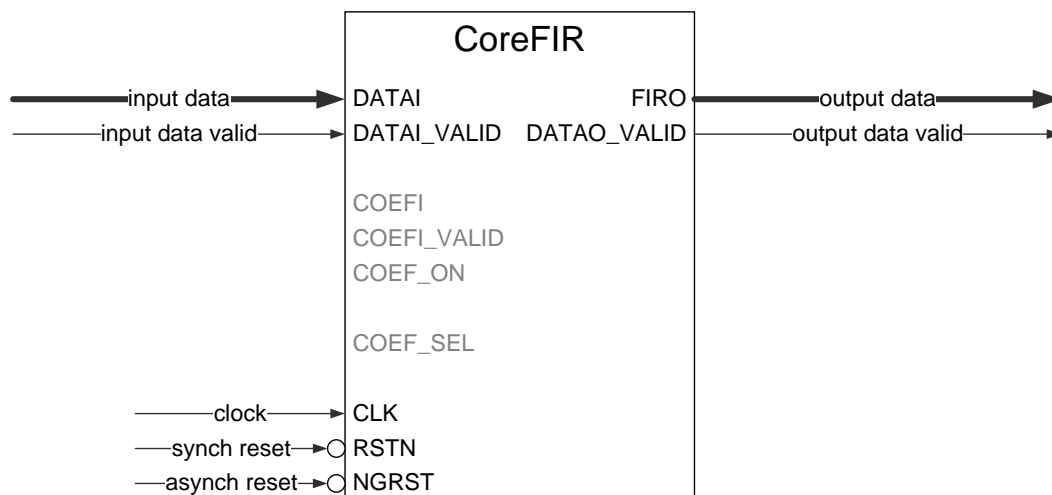 CoreFIR
input data DATAI FIRO output data
input data valid DATAI_VALID DATAO_VALID output data valid
COEFI
COEFI_VALID
COEF_ON
COEF_SEL
clock CLK
synch reset RSTN
asynch reset NGRST